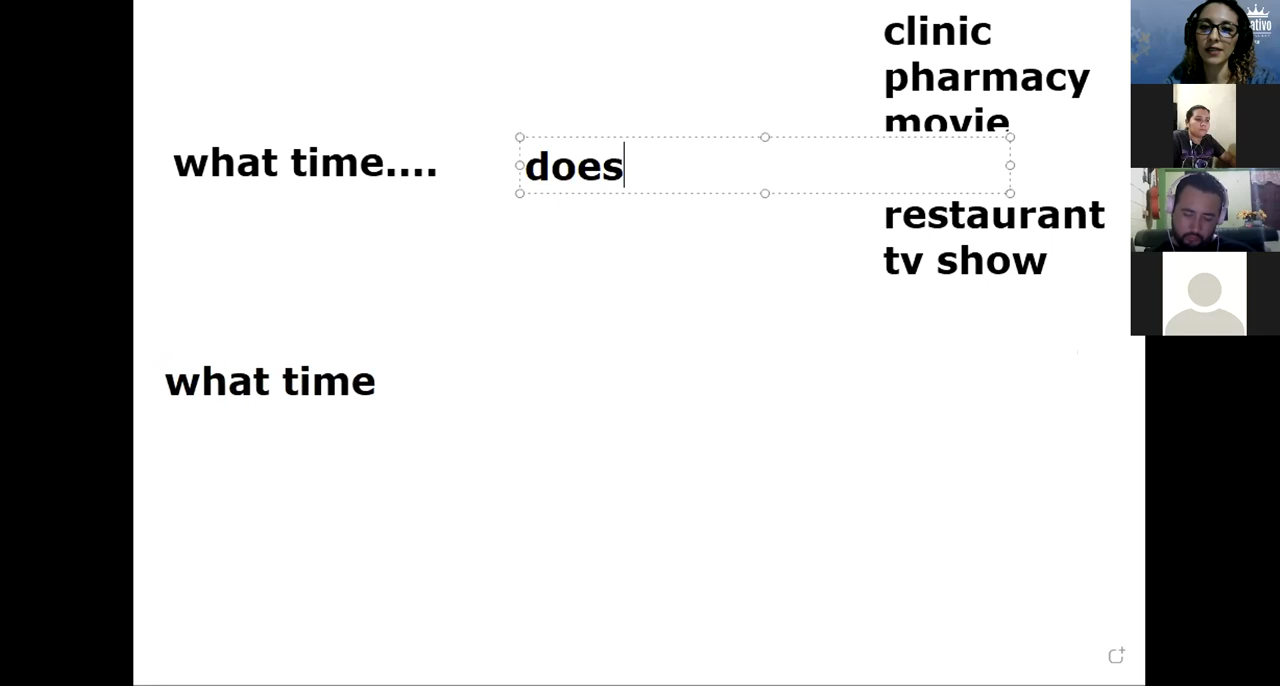 clinic
pharmacy
movie
what time....
does
restaurant
tv show
what time